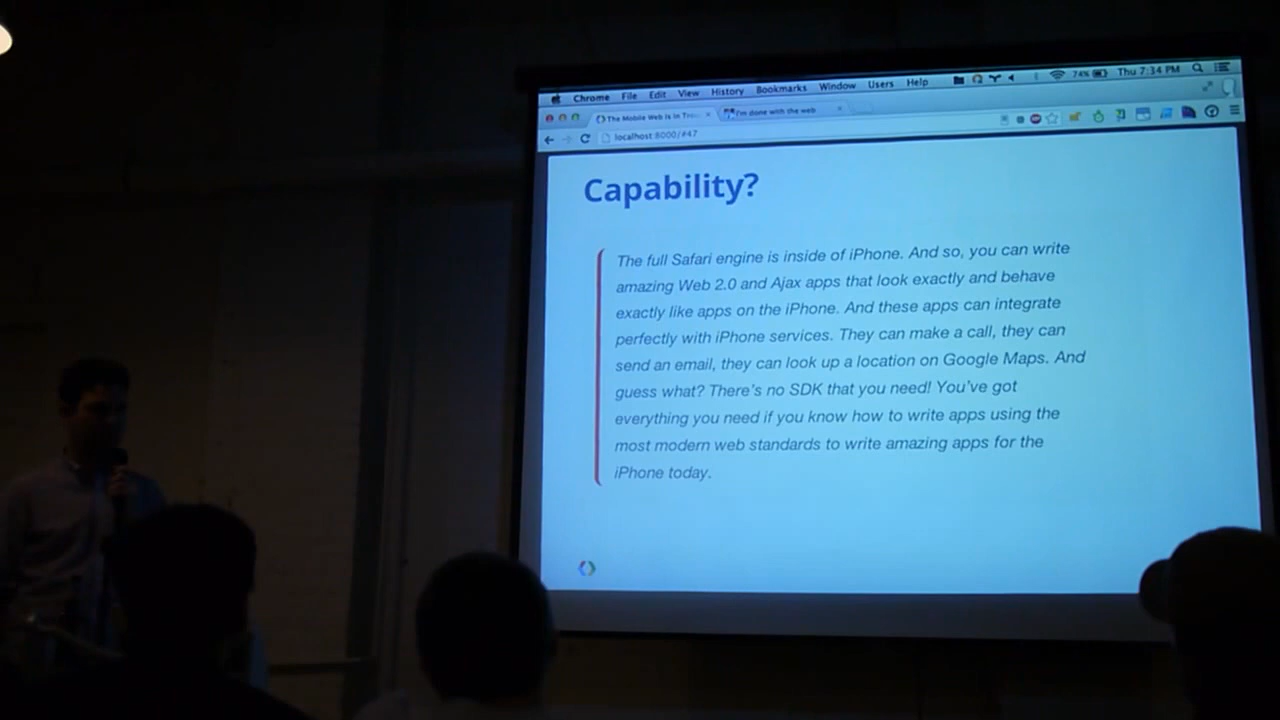 Chrome File Edit View History Bookmarks Window Users Help 74% Thu 7:34 PM
The Mobile Web Is In Tro
I'm done with the web
localhost:8000/#47
Capability?
The full Safari engine is inside of iPhone. And so, you can write
amazing Web 2.0 and Ajax apps that look exactly and behave
exactly like apps on the iPhone. And these apps can integrate
perfectly with iPhone services. They can make a call, they can
send an email, they can look up a location on Google Maps. And
guess what? There's no SDK that you need! You've got
everything you need if you know how to write apps using the
most modern web standards to write amazing apps for the
iPhone today.